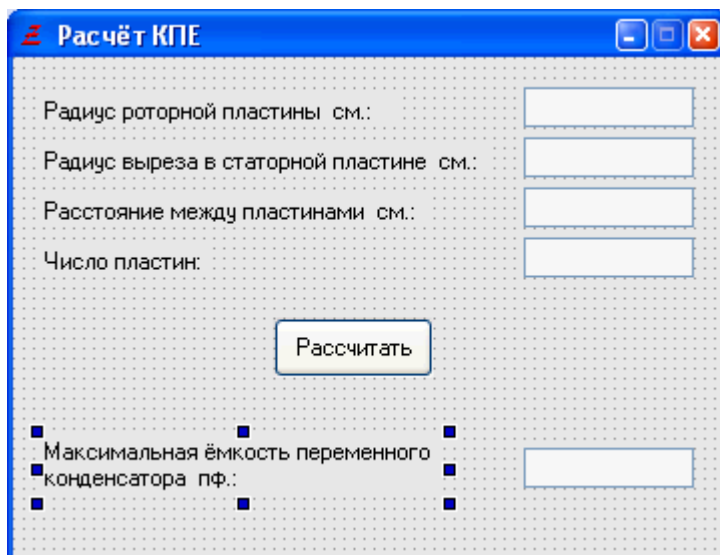 Расчёт КПЕ
Радиус роторной пластины см.:
Радиус выреза в статорной пластине см.:
Расстояние между пластинами см.:
Число пластин:
Рассчитать
Максимальная ёмкость переменного
конденсатора пф.: